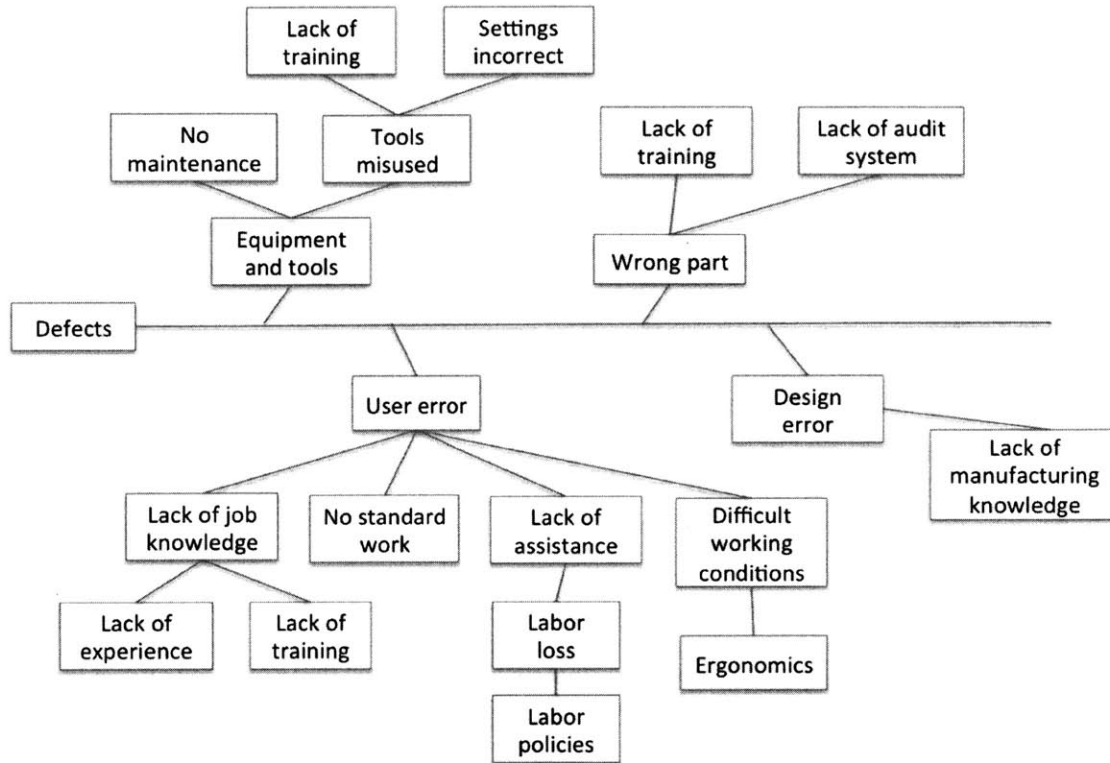 Lack of
training
Settings
incorrect
No
maintenance
Tools
misused
Lack of
training
Lack of audit
system
Equipment
and tools
Wrong part
Defects
User error
Design
error
Lack of
manufacturing
knowledge
Lack of job
knowledge
No standard
work
Lack of
assistance
Difficult
working
conditions
Lack of
experience
Lack of
training
Labor
loss
Ergonomics
Labor
policies